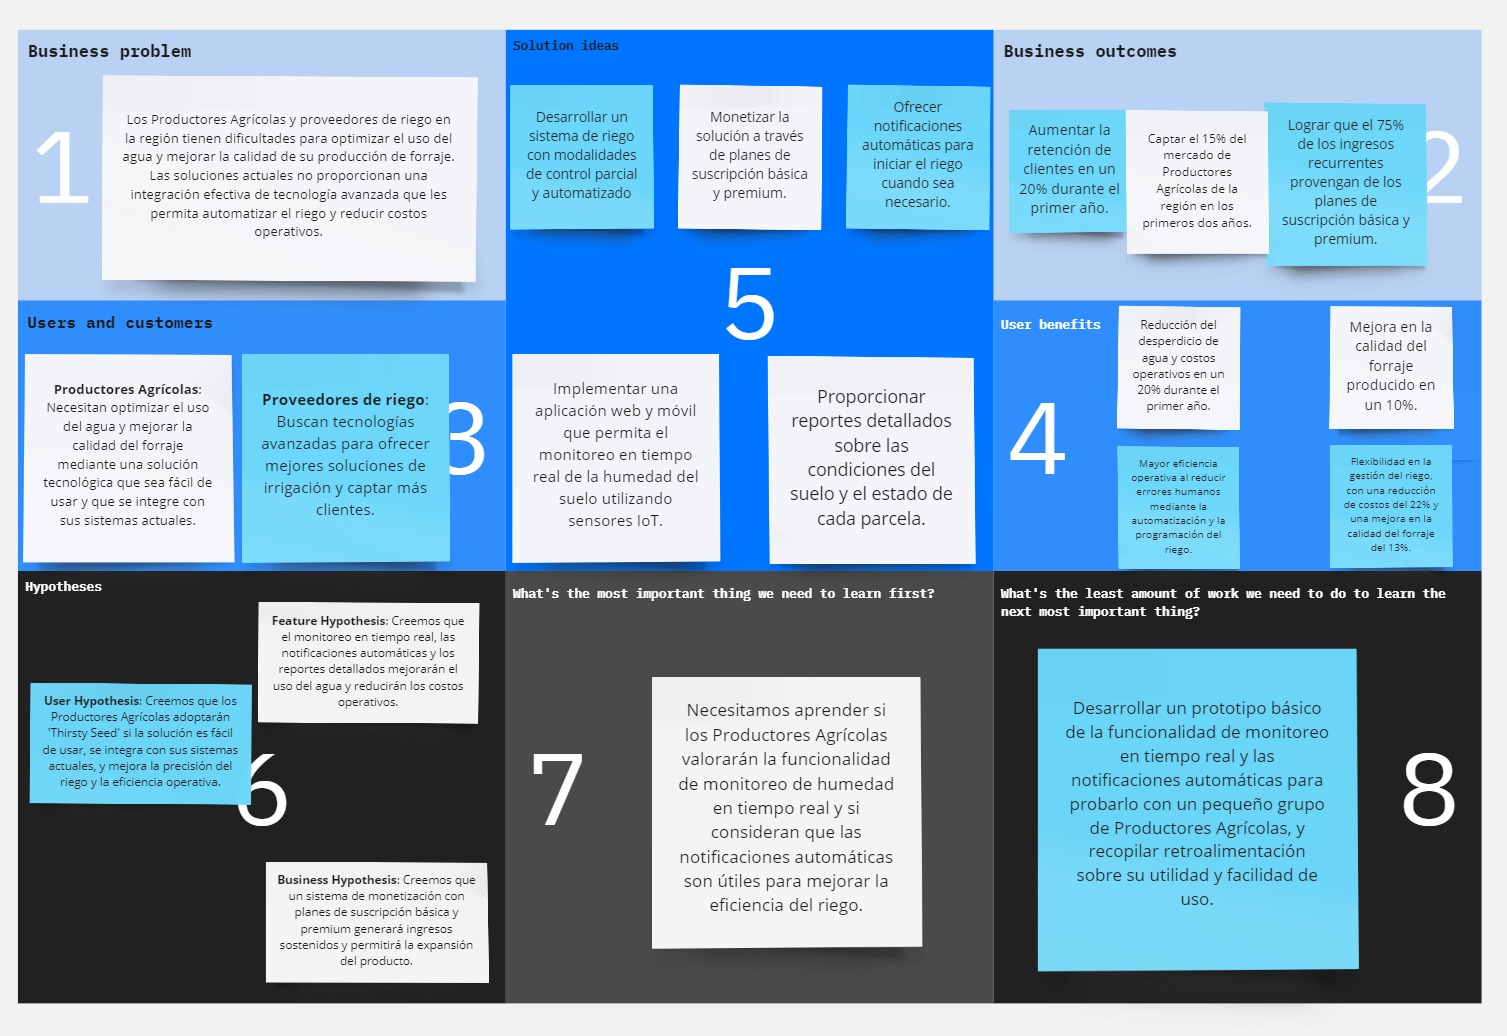 Business problem
1
Los Productores Agrícolas y proveedores de riego en
la región tienen dificultades para optimizar el uso del
agua y mejorar la calidad de su producción de forraje.
Las soluciones actuales no proporcionan una
integración efectiva de tecnología avanzada que les
permita automatizar el riego y reducir costos
operativos.
Solution ideas
Desarrollar un
sistema de riego
con modalidades
de control parcial
y automatizado
Monetizar la
solución a través
de planes de
suscripción básica
y premium.
Ofrecer
notificaciones
automáticas para
iniciar el riego
cuando sea
necesario.
5
Implementar una
aplicación web y móvil
que permita el
monitoreo en tiempo
real de la humedad del
suelo utilizando
sensores IoT.
Proporcionar
reportes detallados
sobre las
condiciones del
suelo y el estado de
cada parcela.
Business outcomes
Aumentar la
retención de
clientes en un
20% durante el
primer año.
Captar el 15% del
mercado de
Productores
Agrícolas de la
región en los
primeros dos años.
Lograr que el 75%
de los ingresos
recurrentes
provengan de los
planes de
suscripción básica y
premium.
2
Users and customers
Productores Agrícolas:
Necesitan optimizar el uso
del agua y mejorar la
calidad del forraje
mediante una solución
tecnológica que sea fácil de
usar y que se integre con
sus sistemas actuales.
Proveedores de riego:
Buscan tecnologías
avanzadas para ofrecer
mejores soluciones de
irrigación y captar más
clientes.
3
User benefits
4
Reducción del
desperdicio de
agua y costos
operativos en un
20% durante el
primer año.
Mejora en la
calidad del
forraje
producido en
un 10%.
Mayor eficiencia
operativa al reducir
errores humanos
mediante la
automatización y la
programación del
riego.
Flexibilidad en la
gestión del riego,
con una reducción
de costos del 22% y
una mejora en la
calidad del forraje
del 13%.
Hypotheses
Feature Hypothesis: Creemos que
el monitoreo en tiempo real, las
notificaciones automáticas y los
reportes detallados mejorarán el
uso del agua y reducirán los costos
operativos.
User Hypothesis: Creemos que los
Productores Agrícolas adoptarán
'Thirsty Seed' si la solución es fácil
de usar, se integra con sus sistemas
actuales, y mejora la precisión del
riego y la eficiencia operativa.
6
Business Hypothesis: Creemos que
un sistema de monetización con
planes de suscripción básica y
premium generará ingresos
sostenidos y permitirá la expansión
del producto.
What's the most important thing we need to learn first?
7
Necesitamos aprender si
los Productores Agrícolas
valorarán la funcionalidad
de monitoreo de humedad
en tiempo real y si
consideran que las
notificaciones automáticas
son útiles para mejorar la
eficiencia del riego.
What's the least amount of work we need to do to learn the
next most important thing?
Desarrollar un prototipo básico
de la funcionalidad de monitoreo
en tiempo real y las
notificaciones automáticas para
probarlo con un pequeño grupo
de Productores Agrícolas, y
recopilar retroalimentación
sobre su utilidad y facilidad de
uso.
8